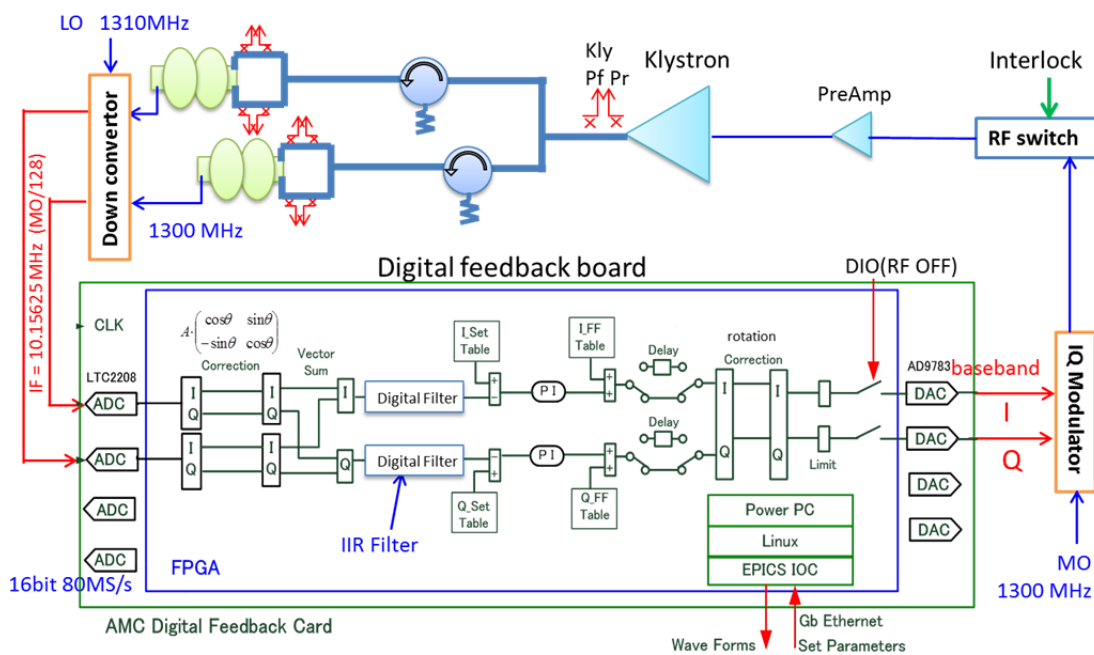 LO 1310MHz
Down convertor
1300 MHz
IF = 10.15625 MHz (MO/128)
Kly
Pf Pr
Klystron
PreAmp
Interlock
RF switch
Digital feedback board
DIO(RF OFF)
CLK
A·(cosθ sinθ
−sinθ cosθ)
Correction
Vector
Sum
I_Set
Table
I_FF
Table
Delay
rotation
Correction
LTC2208
AD9783
baseband
ADC
I
Q
I
Q
I
Digital Filter
+
−
PI
+
+
I
Q
I
Q
DAC
I
ADC
I
Q
I
Q
Q
Digital Filter
−
+
PI
+
+
Delay
Limit
DAC
Q
IQ Modulator
Q_Set
Table
Q_FF
Table
ADC
DAC
IIR Filter
Power PC
Linux
EPICS IOC
ADC
DAC
FPGA
16bit 80MS/s
MO
1300 MHz
AMC Digital Feedback Card
Gb Ethernet
Wave Forms
Set Parameters